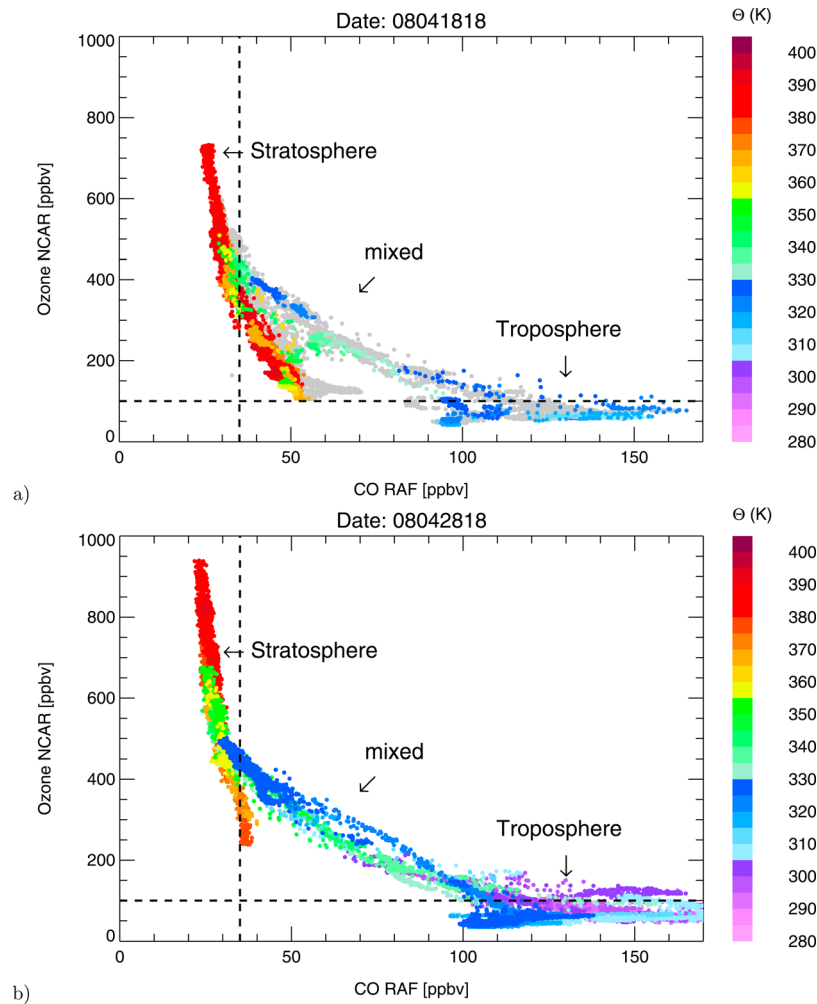 Date: 08041818
Θ (K)
1000
800
600
400
200
0
Ozone NCAR [ppbv]
Stratosphere
mixed
Troposphere
400
390
380
370
360
350
340
330
320
310
300
290
280
0
50
100
150
CO RAF [ppbv]
a)
Date: 08042818
Θ (K)
1000
800
600
400
200
0
Ozone NCAR [ppbv]
Stratosphere
mixed
Troposphere
400
390
380
370
360
350
340
330
320
310
300
290
280
0
50
100
150
CO RAF [ppbv]
b)